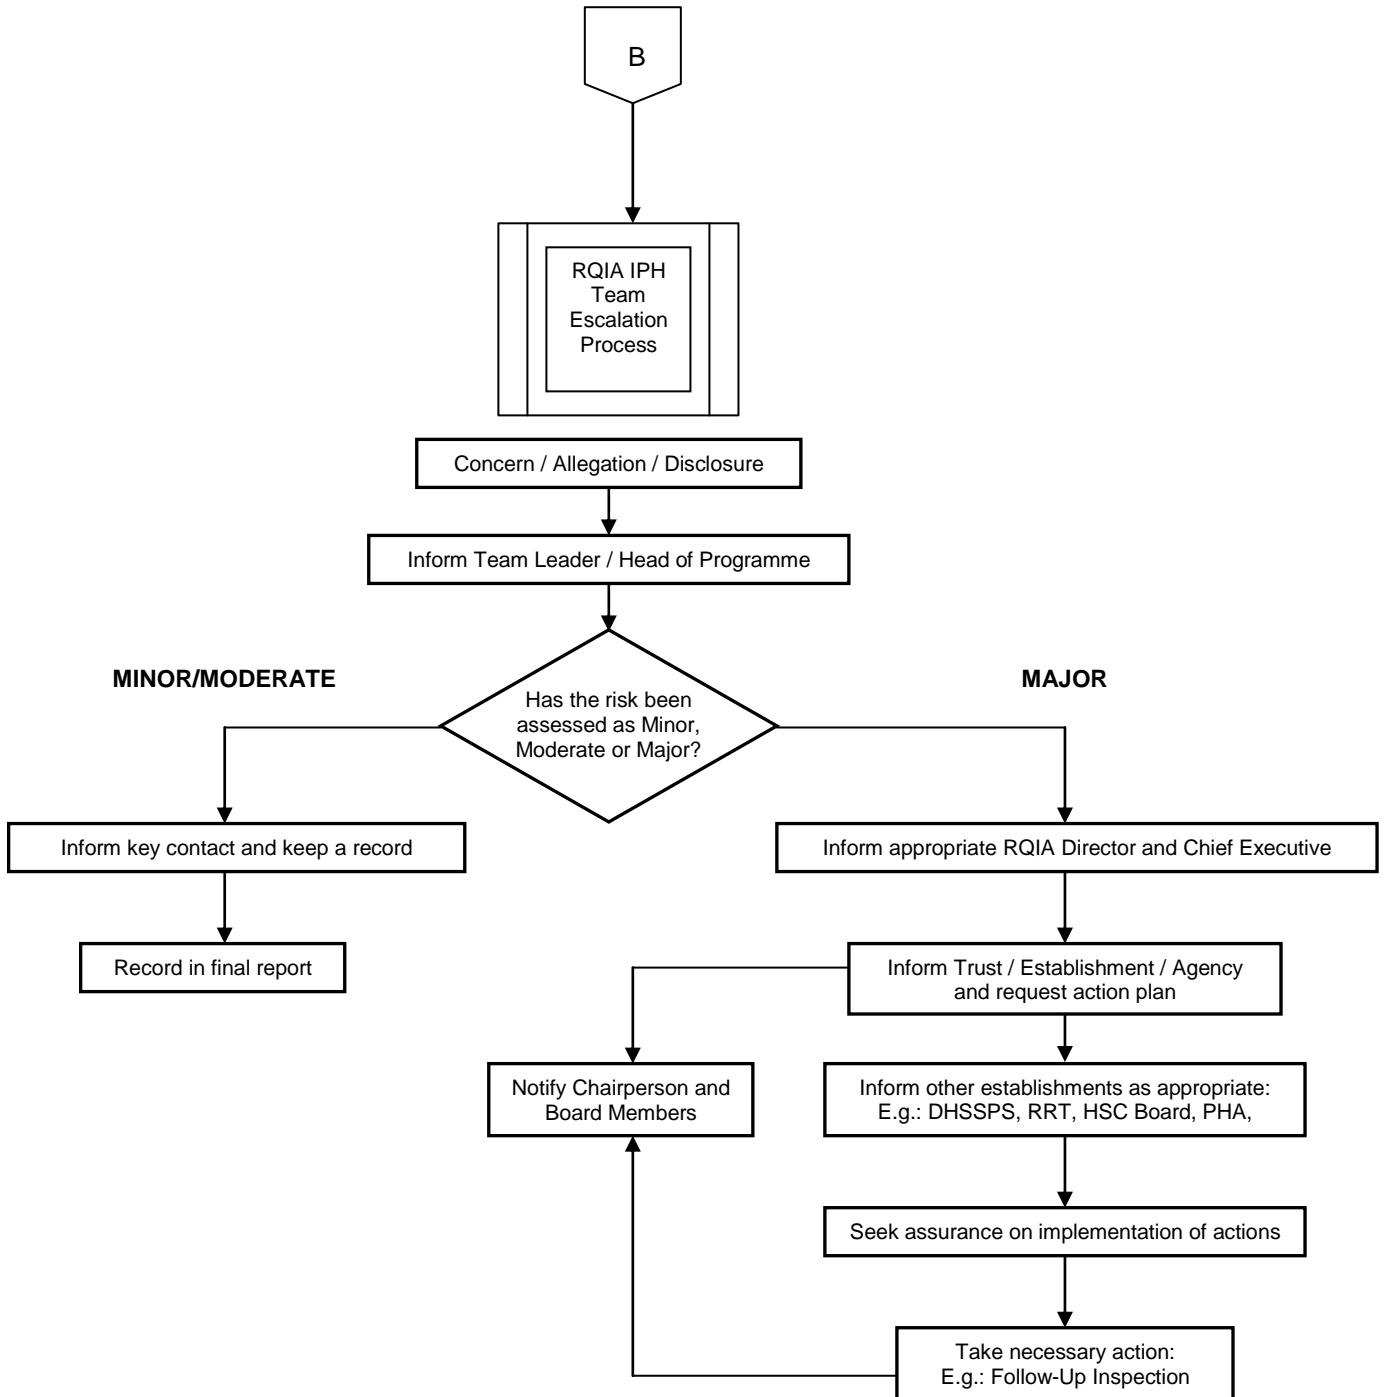 B
RQIA IPH
Team
Escalation
Process
Concern / Allegation / Disclosure
Inform Team Leader / Head of Programme
MINOR/MODERATE
MAJOR
Has the risk been
assessed as Minor,
Moderate or Major?
Inform key contact and keep a record
Inform appropriate RQIA Director and Chief Executive
Record in final report
Inform Trust / Establishment / Agency
and request action plan
Notify Chairperson and
Board Members
Inform other establishments as appropriate:
E.g.: DHSSPS, RRT, HSC Board, PHA,
Seek assurance on implementation of actions
Take necessary action:
E.g.: Follow-Up Inspection